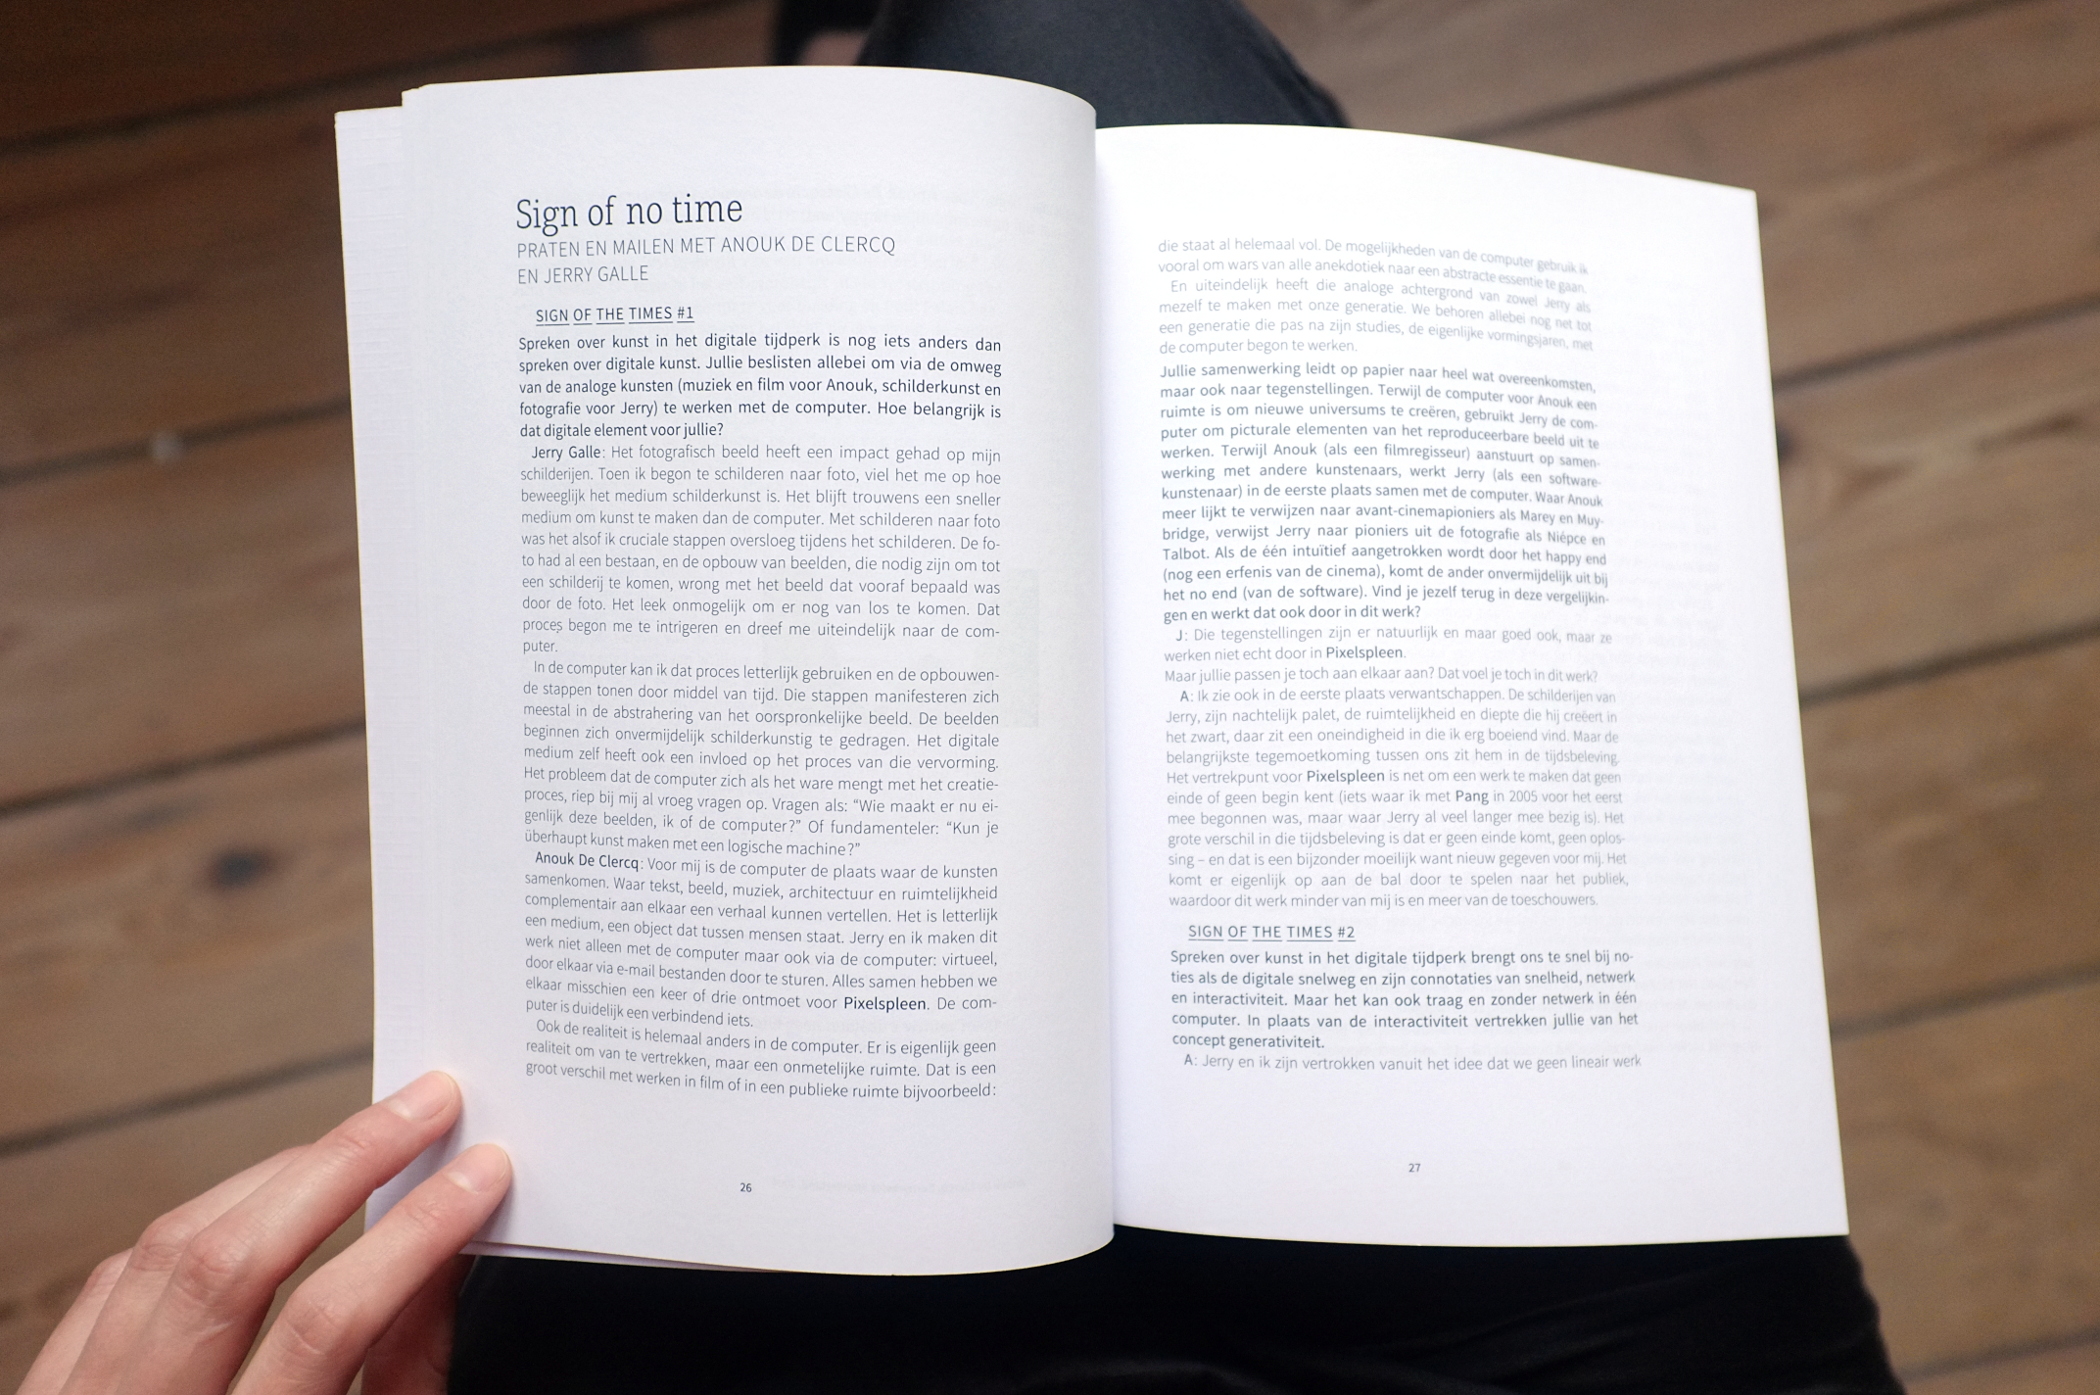 Sign of no time
PRATEN EN MAILEN MET ANOUK DE CLERCQ
EN JERRY GALLE
SIGN OF THE TIMES #1
Spreken over kunst in het digitale tijdperk is nog iets anders dan
spreken over digitale kunst. Jullie beslisten allebei om via de omweg
van de analoge kunsten (muziek en film voor Anouk, schilderkunst en
fotografie voor Jerry) te werken met de computer. Hoe belangrijk is
dat digitale element voor jullie?
Jerry Galle: Het fotografisch beeld heeft een impact gehad op mijn
schilderijen. Toen ik begon te schilderen naar foto, viel het me op hoe
beweeglijk het medium schilderkunst is. Het blijft trouwens een sneller
medium om kunst te maken dan de computer. Met schilderen naar foto
was het alsof ik cruciale stappen oversloeg tijdens het schilderen. De fo-
to had al een bestaan, en de opbouw van beelden, die nodig zijn om tot
een schilderij te komen, wrong met het beeld dat vooraf bepaald was
door de foto. Het leek onmogelijk om er nog van los te komen. Dat
proces begon me te intrigeren en dreef me uiteindelijk naar de com-
puter.
In de computer kan ik dat proces letterlijk gebruiken en de opbouwen-
de stappen tonen door middel van tijd. Die stappen manifesteren zich
meestal in de abstrahering van het oorspronkelijke beeld. De beelden
beginnen zich onvermijdelijk schilderkunstig te gedragen. Het digitale
medium zelf heeft ook een invloed op het proces van die vervorming.
Het probleem dat de computer zich als het ware mengt met het creatie-
proces, riep bij mij al vroeg vragen op. Vragen als: “Wie maakt er nu ei-
genlijk deze beelden, ik of de computer?” Of fundamenteler: “Kun je
überhaupt kunst maken met een logische machine?”
Anouk De Clercq: Voor mij is de computer de plaats waar de kunsten
samenkomen. Waar tekst, beeld, muziek, architectuur en ruimtelijkheid
complementair aan elkaar een verhaal kunnen vertellen. Het is letterlijk
een medium, een object dat tussen mensen staat. Jerry en ik maken dit
werk niet alleen met de computer maar ook via de computer: virtueel,
door elkaar via e-mail bestanden door te sturen. Alles samen hebben we
elkaar misschien een keer of drie ontmoet voor Pixelspleen. De com-
puter is duidelijk een verbindend iets.
Ook de realiteit is helemaal anders in de computer. Er is eigenlijk geen
realiteit om van te vertrekken, maar een onmetelijke ruimte. Dat is een
groot verschil met werken in film of in een publieke ruimte bijvoorbeeld:
26
die staat al helemaal vol. De mogelijkheden van de computer gebruik ik
vooral om wars van alle anekdotiek naar een abstracte essentie te gaan.
En uiteindelijk heeft die analoge achtergrond van zowel Jerry als
mezelf te maken met onze generatie. We behoren allebei nog net tot
een generatie die pas na zijn studies, de eigenlijke vormingsjaren, met
de computer begon te werken.
Jullie samenwerking leidt op papier naar heel wat overeenkomsten,
maar ook naar tegenstellingen. Terwijl de computer voor Anouk een
ruimte is om nieuwe universums te creëren, gebruikt Jerry de com-
puter om picturale elementen van het reproduceerbare beeld uit te
werken. Terwijl Anouk (als een filmregisseur) aanstuurt op samen-
werking met andere kunstenaars, werkt Jerry (als een software-
kunstenaar) in de eerste plaats samen met de computer. Waar Anouk
meer lijkt te verwijzen naar avant-cinemapioniers als Marey en Muy-
bridge, verwijst Jerry naar pioniers uit de fotografie als Niépce en
Talbot. Als de één intuïtief aangetrokken wordt door het happy end
(nog een erfenis van de cinema), komt de ander onvermijdelijk uit bij
het no end (van de software). Vind je jezelf terug in deze vergelijkin-
gen en werkt dat ook door in dit werk?
J: Die tegenstellingen zijn er natuurlijk en maar goed ook, maar ze
werken niet echt door in Pixelspleen.
Maar jullie passen je toch aan elkaar aan? Dat voel je toch in dit werk?
A: Ik zie ook in de eerste plaats verwantschappen. De schilderijen van
Jerry, zijn nachtelijk palet, de ruimtelijkheid en diepte die hij creëert in
het zwart, daar zit een oneindigheid in die ik erg boeiend vind. Maar de
belangrijkste tegemoetkoming tussen ons zit hem in de tijdsbeleving.
Het vertrekpunt voor Pixelspleen is net om een werk te maken dat geen
einde of geen begin kent (iets waar ik met Pang in 2005 voor het eerst
mee begonnen was, maar waar Jerry al veel langer mee bezig is). Het
grote verschil in die tijdsbeleving is dat er geen einde komt, geen oplos-
sing – en dat is een bijzonder moeilijk want nieuw gegeven voor mij. Het
komt er eigenlijk op aan de bal door te spelen naar het publiek,
waardoor dit werk minder van mij is en meer van de toeschouwers.
SIGN OF THE TIMES #2
Spreken over kunst in het digitale tijdperk brengt ons te snel bij no-
ties als de digitale snelweg en zijn connotaties van snelheid, netwerk
en interactiviteit. Maar het kan ook traag en zonder netwerk in één
computer. In plaats van de interactiviteit vertrekken jullie van het
concept generativiteit.
A: Jerry en ik zijn vertrokken vanuit het idee dat we geen lineair werk
27